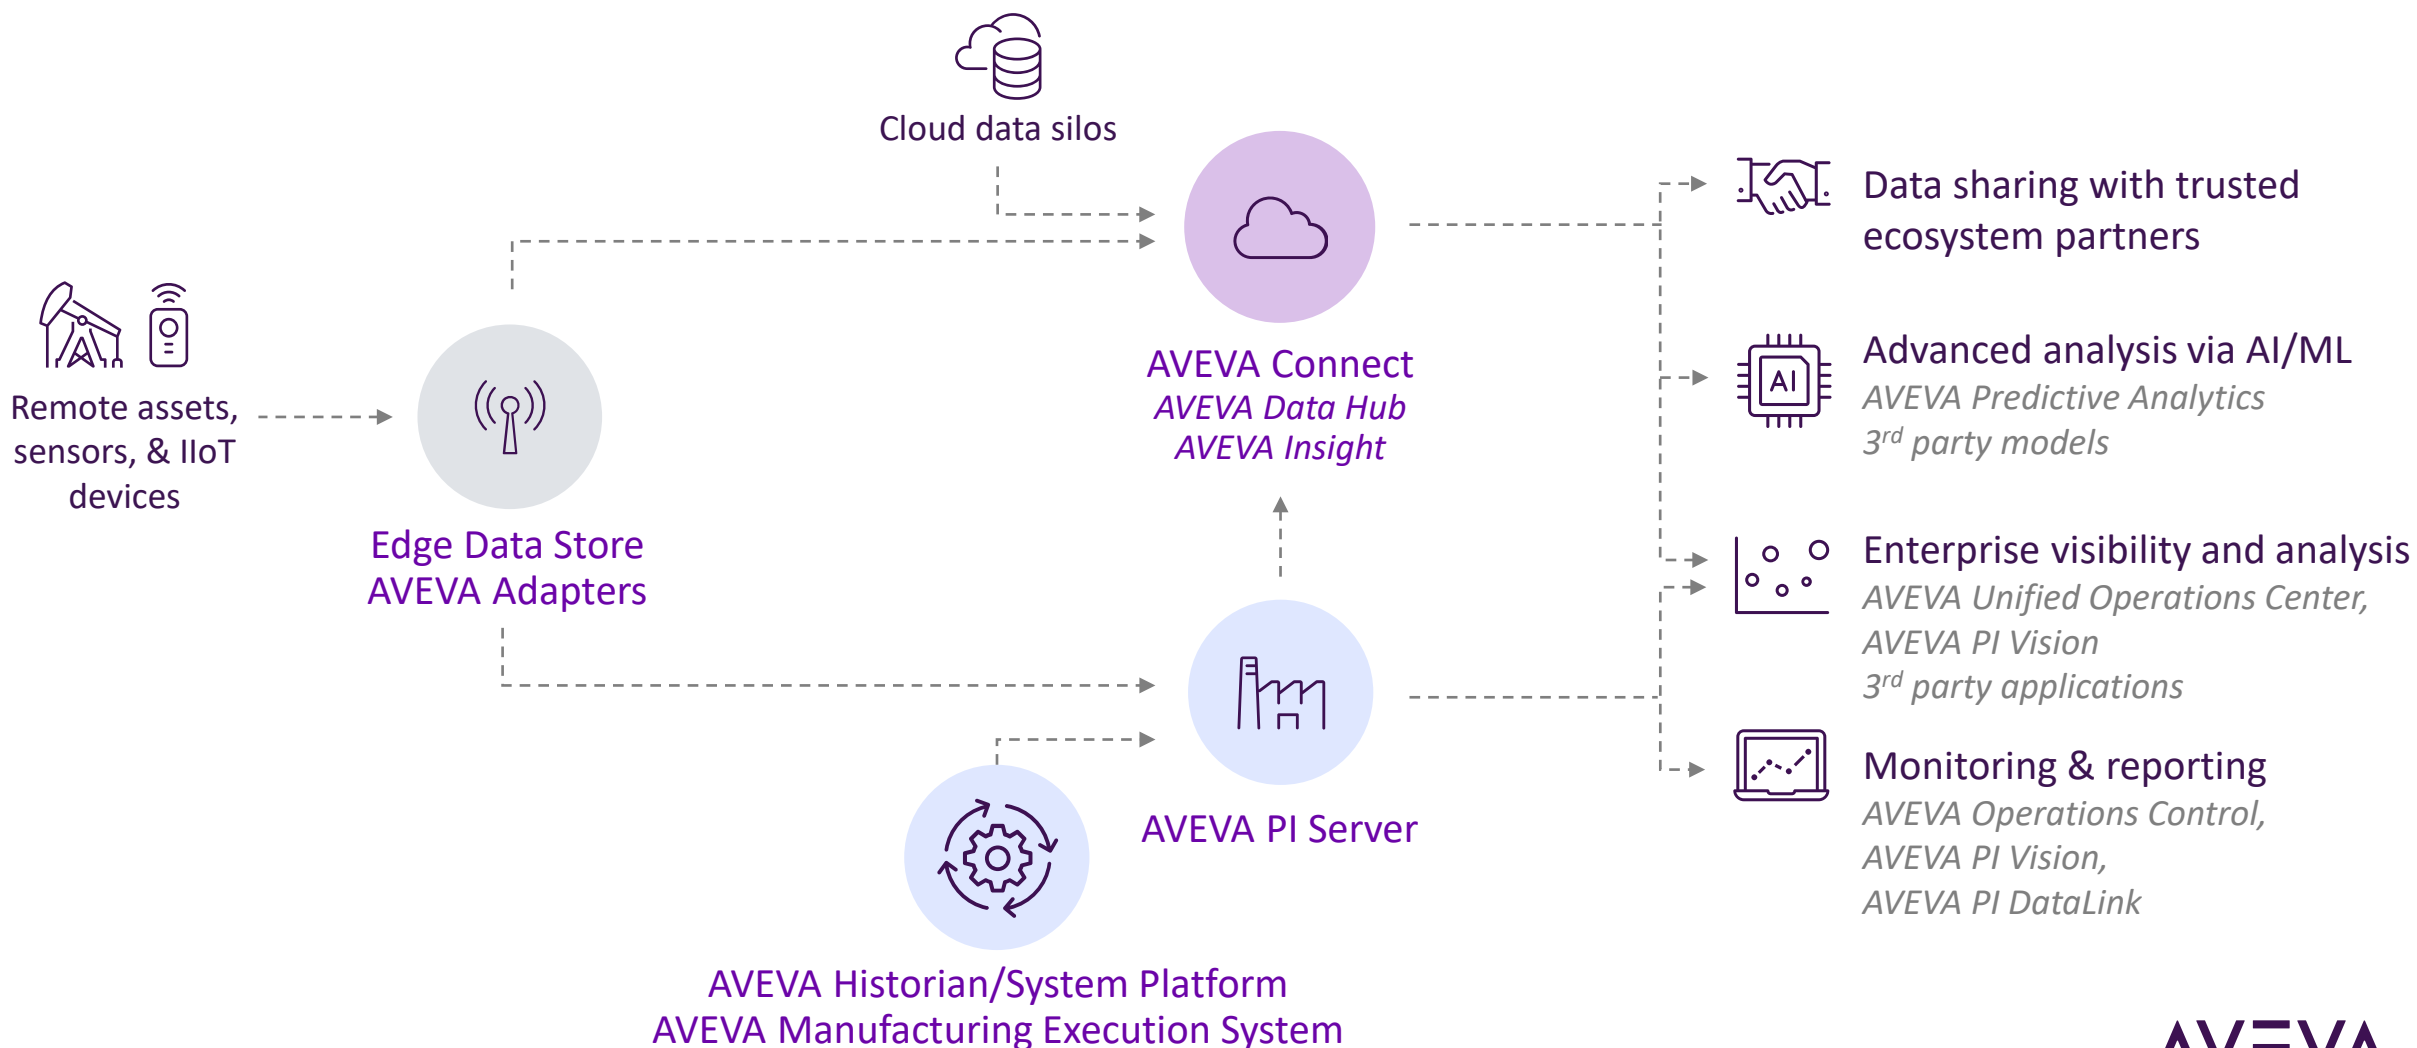 Cloud data silos
Remote assets,
sensors, & IIoT
devices
Edge Data Store
AVEVA Adapters
AVEVA Connect
AVEVA Data Hub
AVEVA Insight
AVEVA PI Server
AVEVA Historian/System Platform
AVEVA Manufacturing Execution System
Data sharing with trusted
ecosystem partners
AI
Advanced analysis via AI/ML
AVEVA Predictive Analytics
3rd party models
Enterprise visibility and analysis
AVEVA Unified Operations Center,
AVEVA PI Vision
3rd party applications
Monitoring & reporting
AVEVA Operations Control,
AVEVA PI Vision,
AVEVA PI DataLink
AVEVA